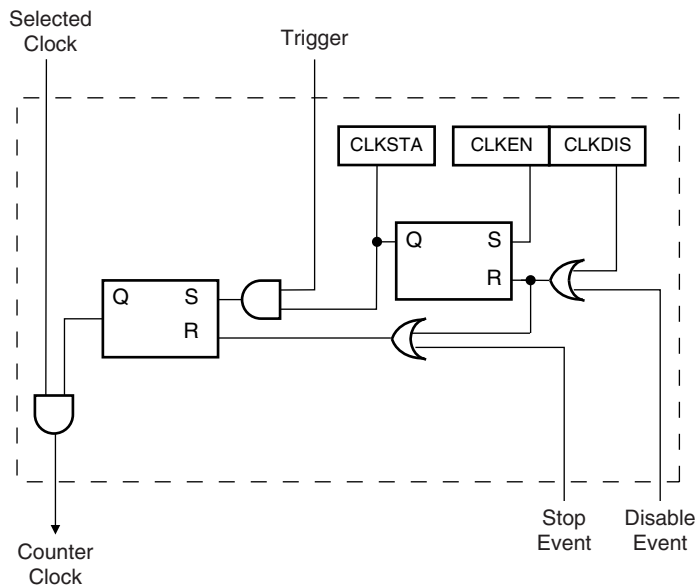 Selected
Clock
Trigger
CLKSTA
CLKEN
CLKDIS
Q
S
R
Q
S
R
Stop
Event
Disable
Event
Counter
Clock